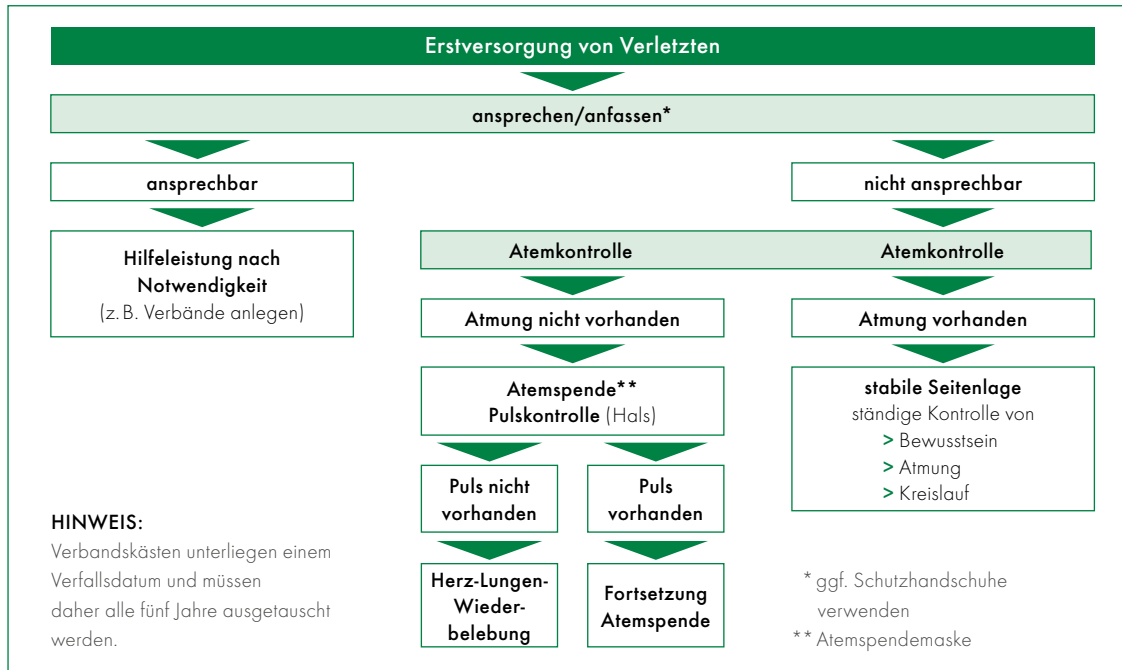 Erstversorgung von Verletzten
ansprechen/anfassen*
ansprechbar
nicht ansprechbar
Hilfeleistung nach
Notwendigkeit
(z. B. Verbände anlegen)
Atemkontrolle
Atemkontrolle
Atmung nicht vorhanden
Atmung vorhanden
Atemspende**
Pulskontrolle (Hals)
stabile Seitenlage
ständige Kontrolle von
> Bewusstsein
> Atmung
> Kreislauf
Puls nicht
vorhanden
Puls
vorhanden
Herz-Lungen-
Wieder-
belebung
Fortsetzung
Atemspende
HINWEIS:
Verbandskästen unterliegen einem
Verfallsdatum und müssen
daher alle fünf Jahre ausgetauscht
werden.
* ggf. Schutzhandschuhe
verwenden
** Atemspendemaske